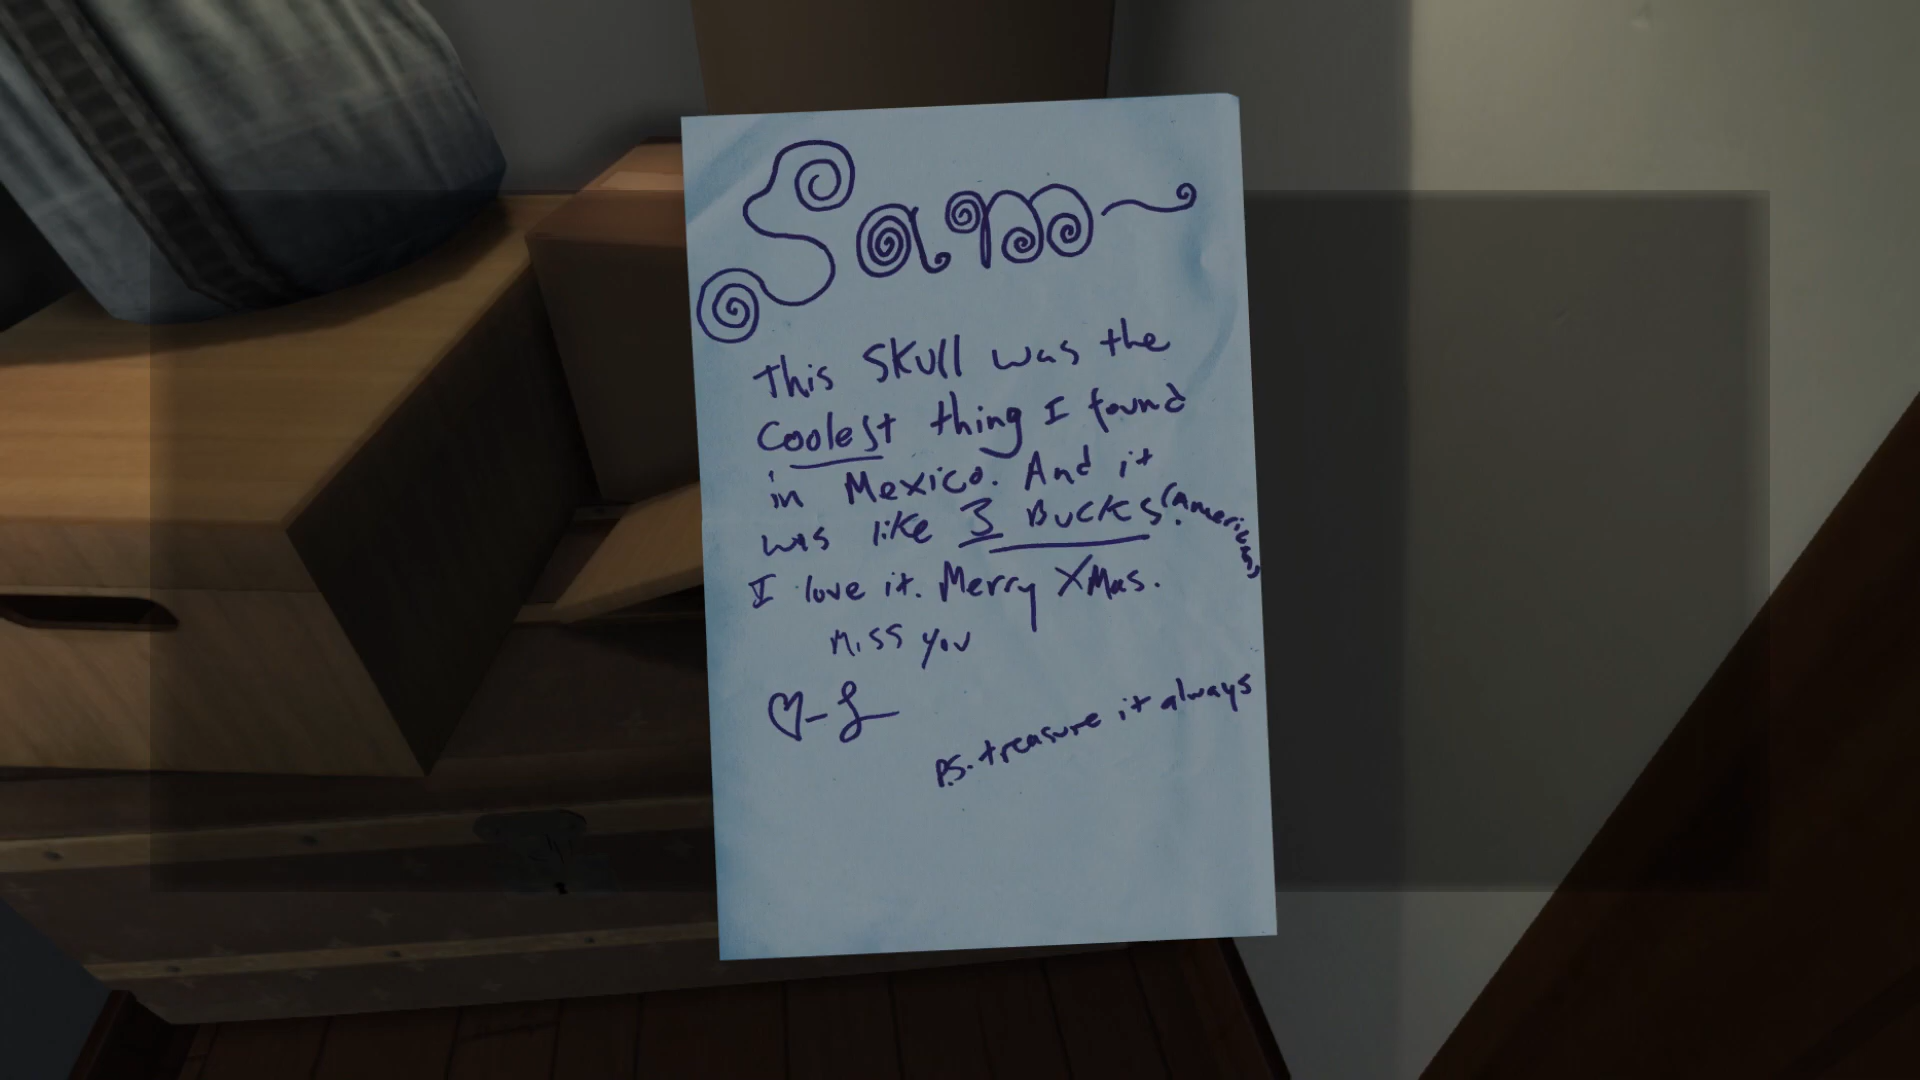 Sam~
This SKull was the
Coolest thing I found
in Mexico. And it
was like 3 Bucks. (American)
I love it. Merry XMas.
Miss you
♡-L
P.S. treasure it always